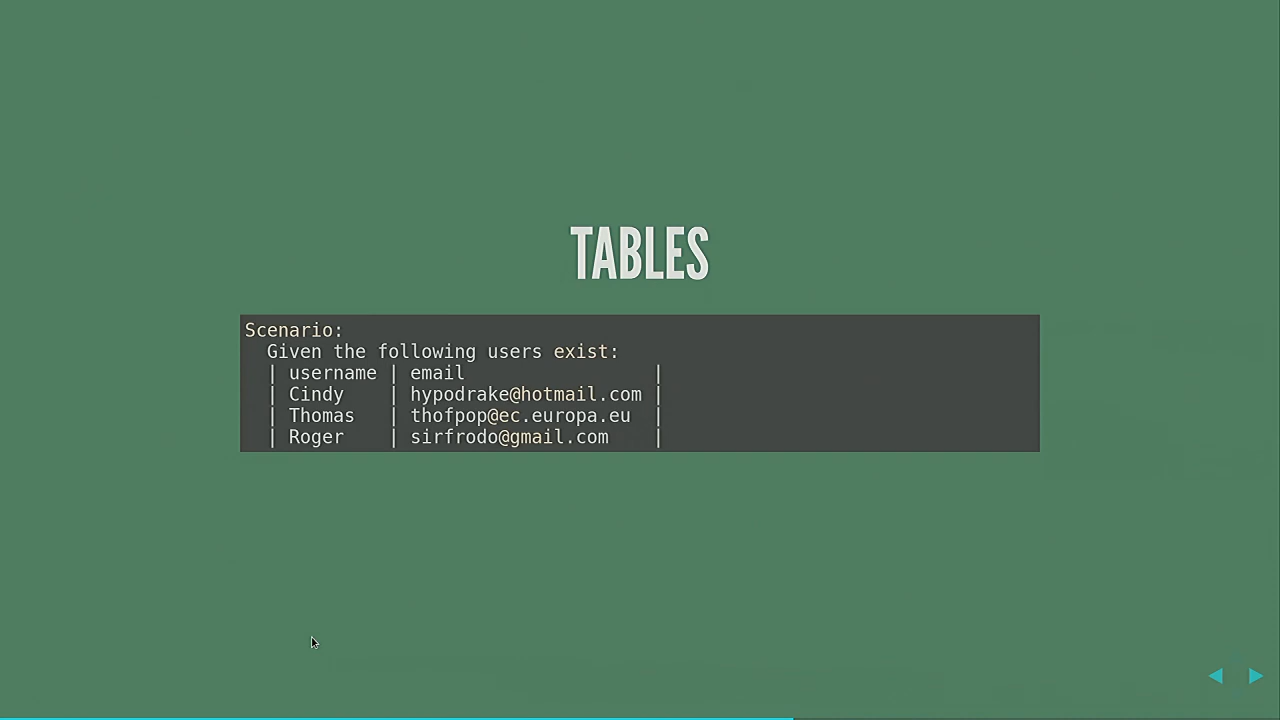 TABLES
Scenario:
  Given the following users exist:
  | username | email                 |
  | Cindy    | hypodrake@hotmail.com |
  | Thomas   | thofpop@ec.europa.eu  |
  | Roger    | sirfrodo@gmail.com    |